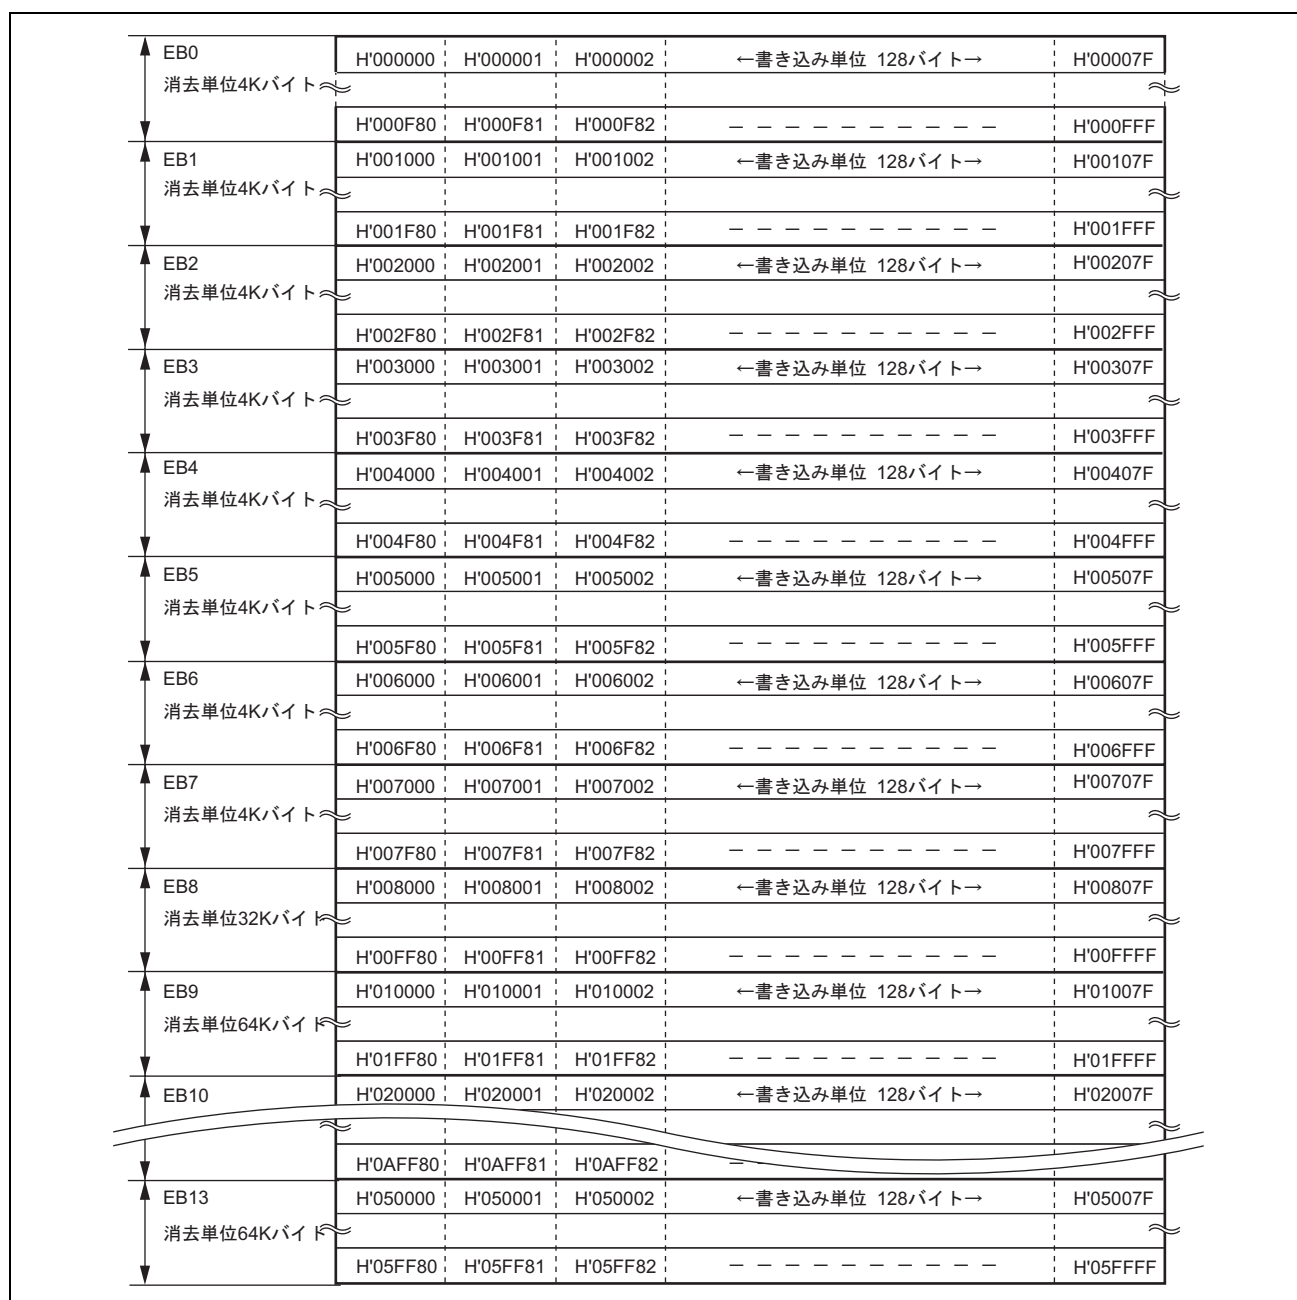 EB0
H'000000 H'000001 H'000002 ←書き込み単位 128バイト→ H'00007F
消去単位4Kバイト
H'000F80 H'000F81 H'000F82 － － － － － － － － － － H'000FFF
EB1
H'001000 H'001001 H'001002 ←書き込み単位 128バイト→ H'00107F
消去単位4Kバイト
H'001F80 H'001F81 H'001F82 － － － － － － － － － － H'001FFF
EB2
H'002000 H'002001 H'002002 ←書き込み単位 128バイト→ H'00207F
消去単位4Kバイト
H'002F80 H'002F81 H'002F82 － － － － － － － － － － H'002FFF
EB3
H'003000 H'003001 H'003002 ←書き込み単位 128バイト→ H'00307F
消去単位4Kバイト
H'003F80 H'003F81 H'003F82 － － － － － － － － － － H'003FFF
EB4
H'004000 H'004001 H'004002 ←書き込み単位 128バイト→ H'00407F
消去単位4Kバイト
H'004F80 H'004F81 H'004F82 － － － － － － － － － － H'004FFF
EB5
H'005000 H'005001 H'005002 ←書き込み単位 128バイト→ H'00507F
消去単位4Kバイト
H'005F80 H'005F81 H'005F82 － － － － － － － － － － H'005FFF
EB6
H'006000 H'006001 H'006002 ←書き込み単位 128バイト→ H'00607F
消去単位4Kバイト
H'006F80 H'006F81 H'006F82 － － － － － － － － － － H'006FFF
EB7
H'007000 H'007001 H'007002 ←書き込み単位 128バイト→ H'00707F
消去単位4Kバイト
H'007F80 H'007F81 H'007F82 － － － － － － － － － － H'007FFF
EB8
H'008000 H'008001 H'008002 ←書き込み単位 128バイト→ H'00807F
消去単位32Kバイト
H'00FF80 H'00FF81 H'00FF82 － － － － － － － － － － H'00FFFF
EB9
H'010000 H'010001 H'010002 ←書き込み単位 128バイト→ H'01007F
消去単位64Kバイト
H'01FF80 H'01FF81 H'01FF82 － － － － － － － － － － H'01FFFF
EB10
H'020000 H'020001 H'020002 ←書き込み単位 128バイト→ H'02007F
H'0AFF80 H'0AFF81 H'0AFF82 － －
EB13
H'050000 H'050001 H'050002 ←書き込み単位 128バイト→ H'05007F
消去単位64Kバイト
H'05FF80 H'05FF81 H'05FF82 － － － － － － － － － － H'05FFFF